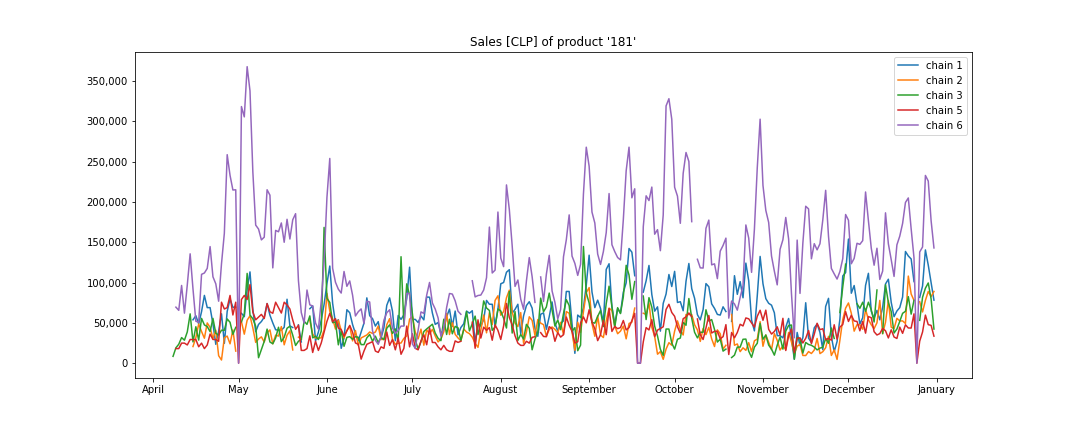 Sales [CLP] of product '181'
350,000
300,000
250,000
200,000
150,000
100,000
50,000
0
April May June July August September October November December January
chain 1
chain 2
chain 3
chain 5
chain 6